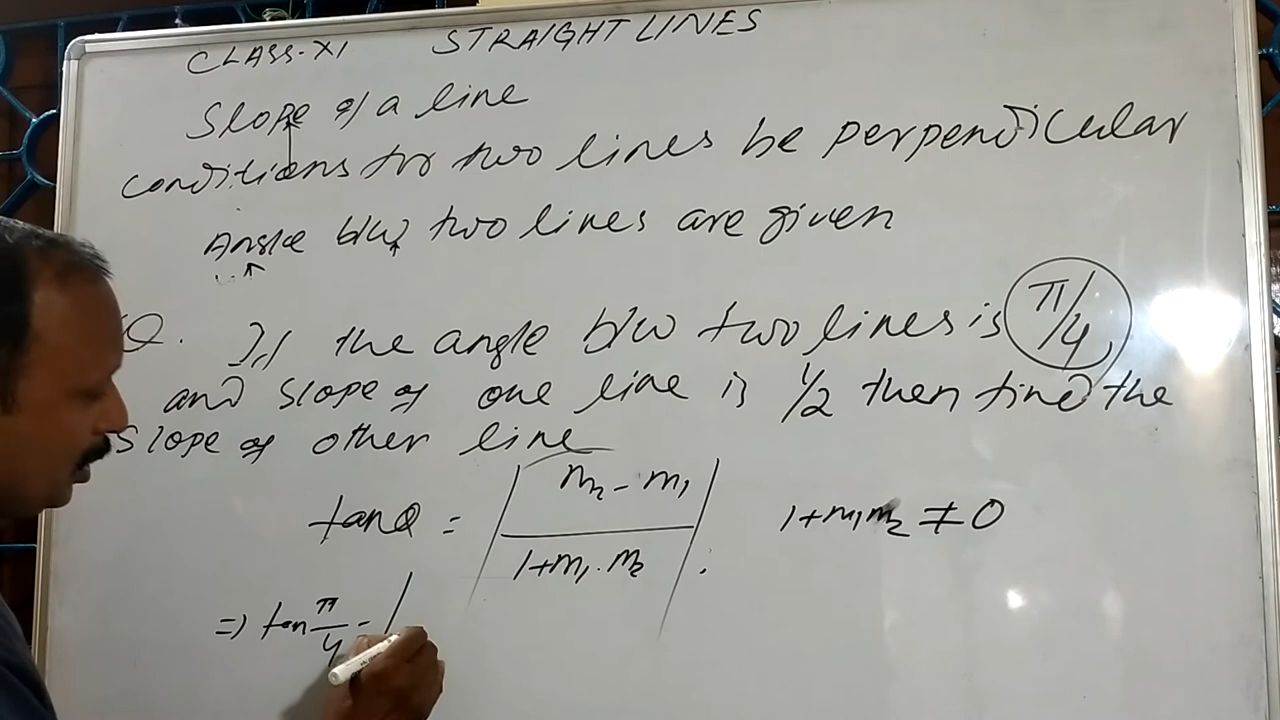 CLASS-XI STRAIGHT LINES
Slope of a line
conditions for two lines be perpendicular
Angle b/w two lines are given
Q. If the angle b/w two lines is π/4
and slope of one line is 1/2 then find the
slope of other line
tanθ = | (m₂ - m₁) / (1+m₁.m₂) | . 1+m₁m₂ ≠ 0
=> tan π/4 = |